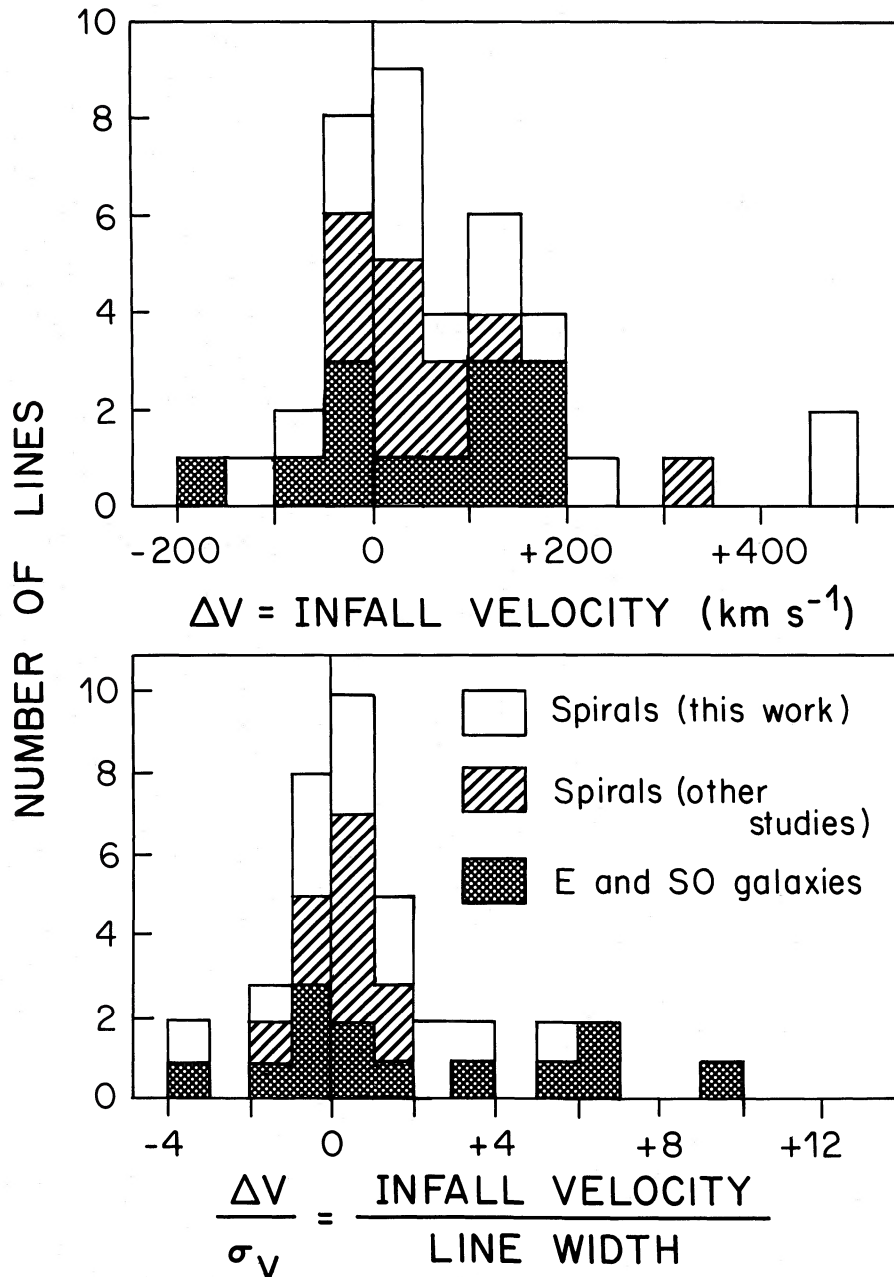 NUMBER OF LINES
10
8
6
4
2
0
-200 0 +200 +400
ΔV = INFALL VELOCITY (km s⁻¹)
10
8
6
4
2
0
Spirals (this work)
Spirals (other
studies)
E and SO galaxies
-4 0 +4 +8 +12
ΔV
σV
=
INFALL VELOCITY
LINE WIDTH